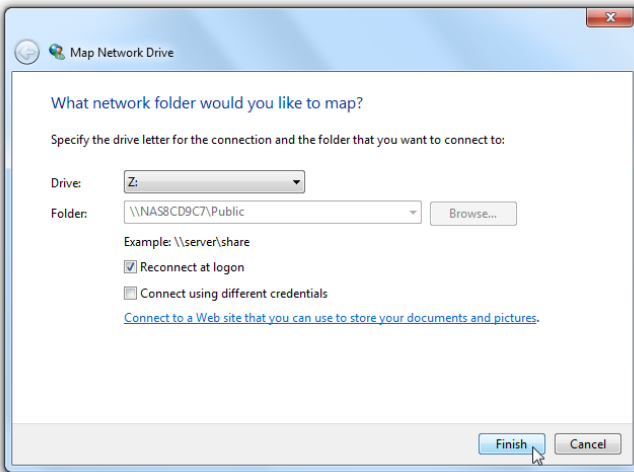 Map Network Drive
What network folder would you like to map?
Specify the drive letter for the connection and the folder that you want to connect to:
Drive: Z:
Folder: \\NAS8CD9C7\Public Browse...
Example: \\server\share
Reconnect at logon
Connect using different credentials
Connect to a Web site that you can use to store your documents and pictures.
Finish Cancel